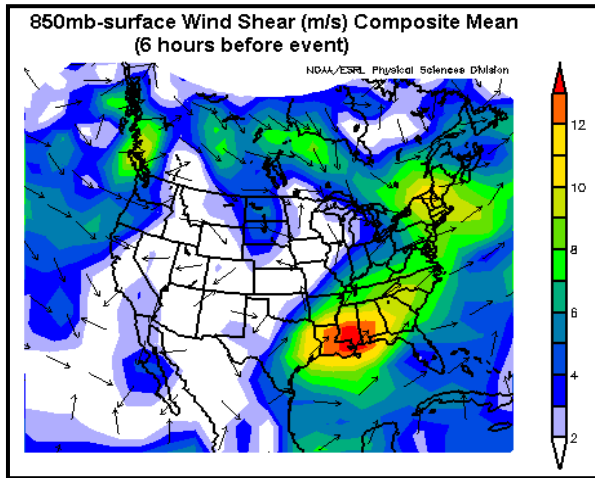 850mb-surface Wind Shear (m/s) Composite Mean
(6 hours before event)
NOAA/ESRL Physical Sciences Division
12
10
8
6
4
2